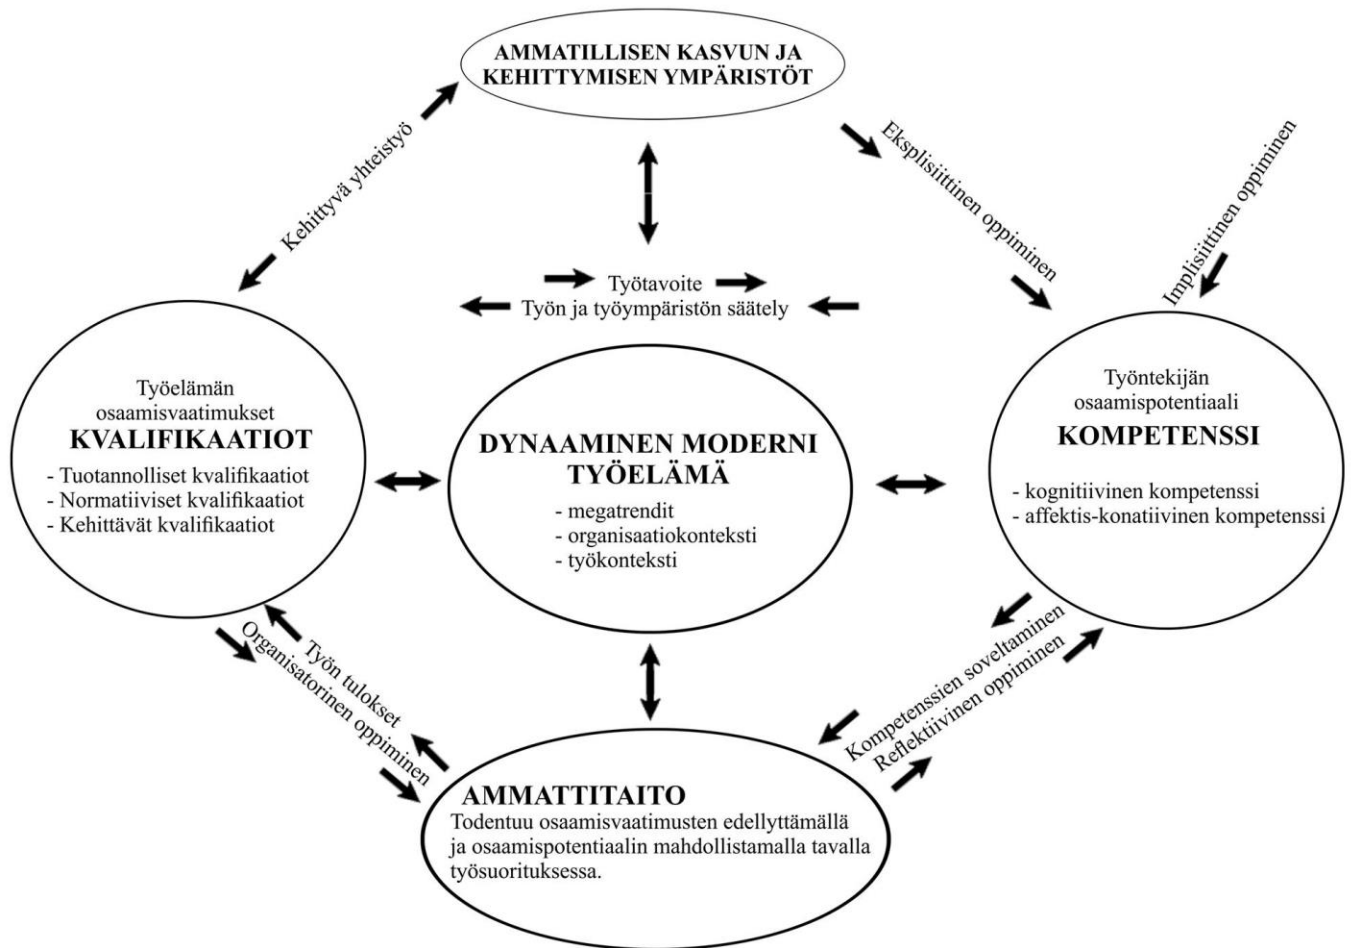 AMMATILLISEN KASVUN JA
KEHITTYMISEN YMPÄRISTÖT
Kehittyvä yhteistyö
Eksplisiittinen oppiminen
Implisiittinen oppiminen
Työtavoite
Työn ja työympäristön säätely
Työelämän
osaamisvaatimukset
KVALIFIKAATIOT
- Tuotannolliset kvalifikaatiot
- Normatiiviset kvalifikaatiot
- Kehittävät kvalifikaatiot
DYNAAMINEN MODERNI
TYÖELÄMÄ
- megatrendit
- organisaatiokonteksti
- työkonteksti
Työntekijän
osaamispotentiaali
KOMPETENSSI
- kognitiivinen kompetenssi
- affektis-konatiivinen kompetenssi
Työn tulokset
Organisatorinen oppiminen
Kompetenssien soveltaminen
Reflektiivinen oppiminen
AMMATTITAITO
Todentuu osaamisvaatimusten edellyttämällä
ja osaamispotentiaalin mahdollistamalla tavalla
työsuorituksessa.